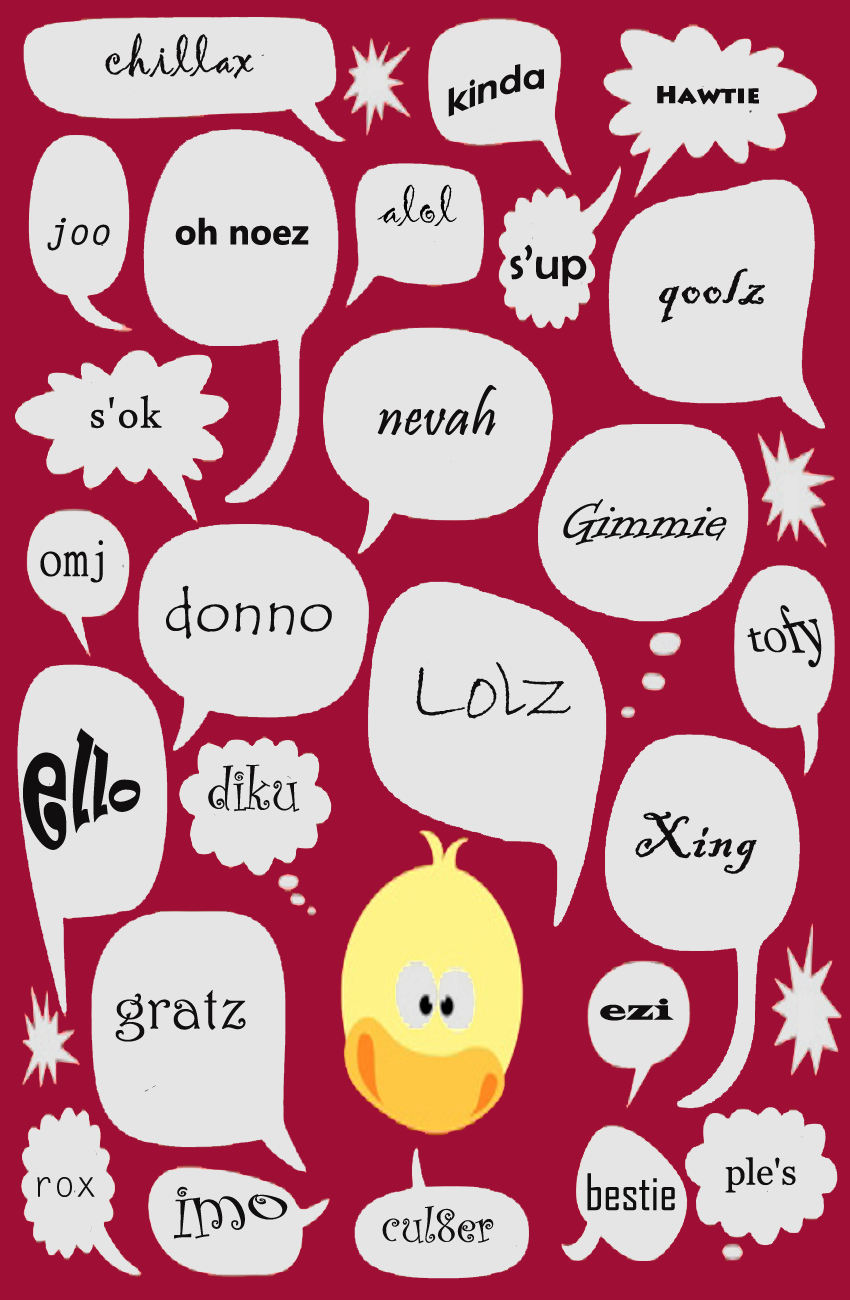 chillax
kinda
HAWTIE
joo
oh noez
alol
s'up
qoolz
s'ok
nevah
Gimmie
omj
donno
tofy
Lolz
ello
diku
Xing
gratz
ezi
rox
imo
cul8er
bestie
ple's